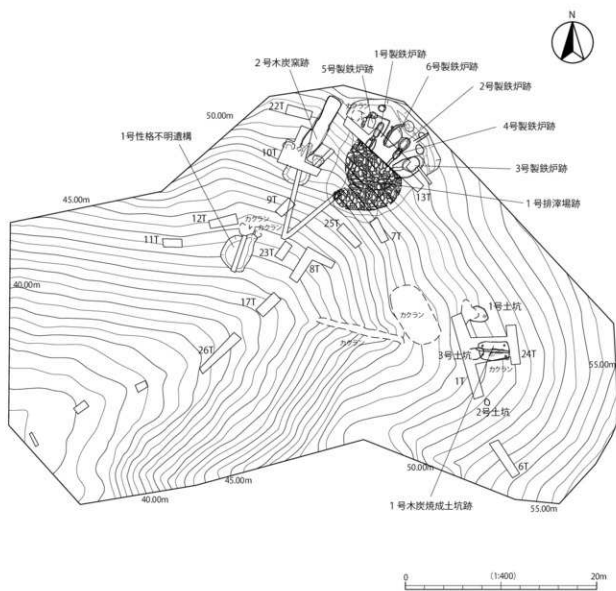 N
1号製鉄炉跡
5号製鉄炉跡
6号製鉄炉跡
2号木炭窯跡
2号製鉄炉跡
カクラン
50.00m
22T
4号製鉄炉跡
1号性格不明遺構
10T
3号製鉄炉跡
13T
1号排滓場跡
45.00m
9T
12T
カクラン
25T
7T
11T
23T
8T
40.00m
17T
カクラン
1号土坑
カクラン
26T
3号土坑
24T
カクラン
55.00m
1T
2号土坑
50.00m
6T
45.00m
40.00m
55.00m
1号木炭焼成土坑跡
0
(1:400)
20m